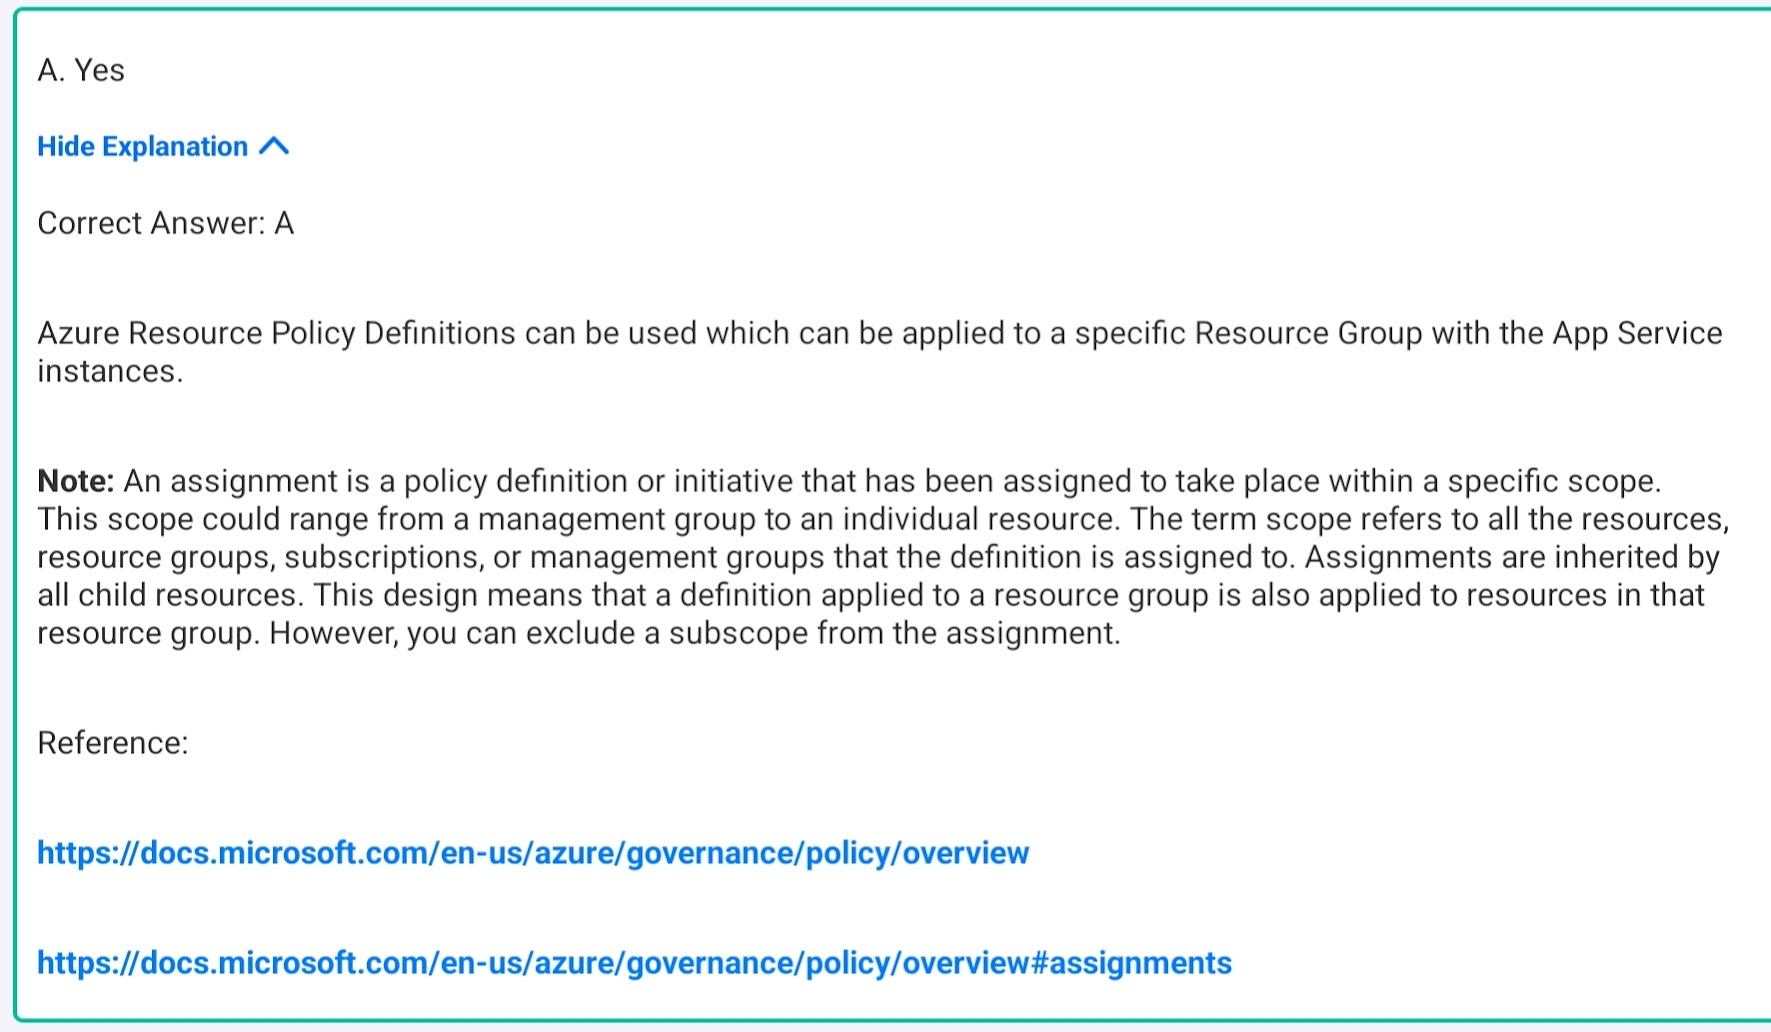 A. Yes
Hide Explanation
Correct Answer: A
Azure Resource Policy Definitions can be used which can be applied to a specific Resource Group with the App Service
instances.
Note: An assignment is a policy definition or initiative that has been assigned to take place within a specific scope.
This scope could range from a management group to an individual resource. The term scope refers to all the resources,
resource groups, subscriptions, or management groups that the definition is assigned to. Assignments are inherited by
all child resources. This design means that a definition applied to a resource group is also applied to resources in that
resource group. However, you can exclude a subscope from the assignment.
Reference:
https://docs.microsoft.com/en-us/azure/governance/policy/overview
https://docs.microsoft.com/en-us/azure/governance/policy/overview#assignments